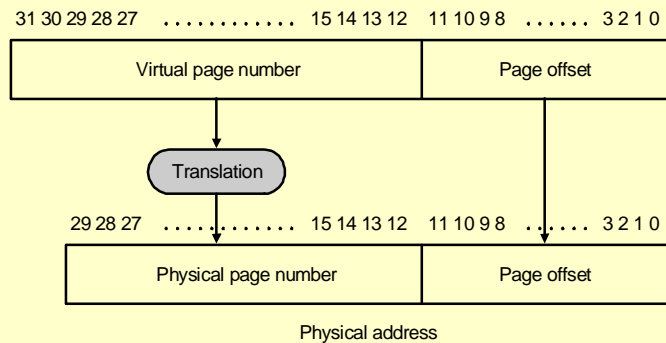 31 30 29 28 27 . . . . . . . . . . . . 15 14 13 12 11 10 9 8 . . . . . . 3 2 1 0
Virtual page number Page offset
Translation
29 28 27 . . . . . . . . . . . . 15 14 13 12 11 10 9 8 . . . . . . 3 2 1 0
Physical page number Page offset
Physical address